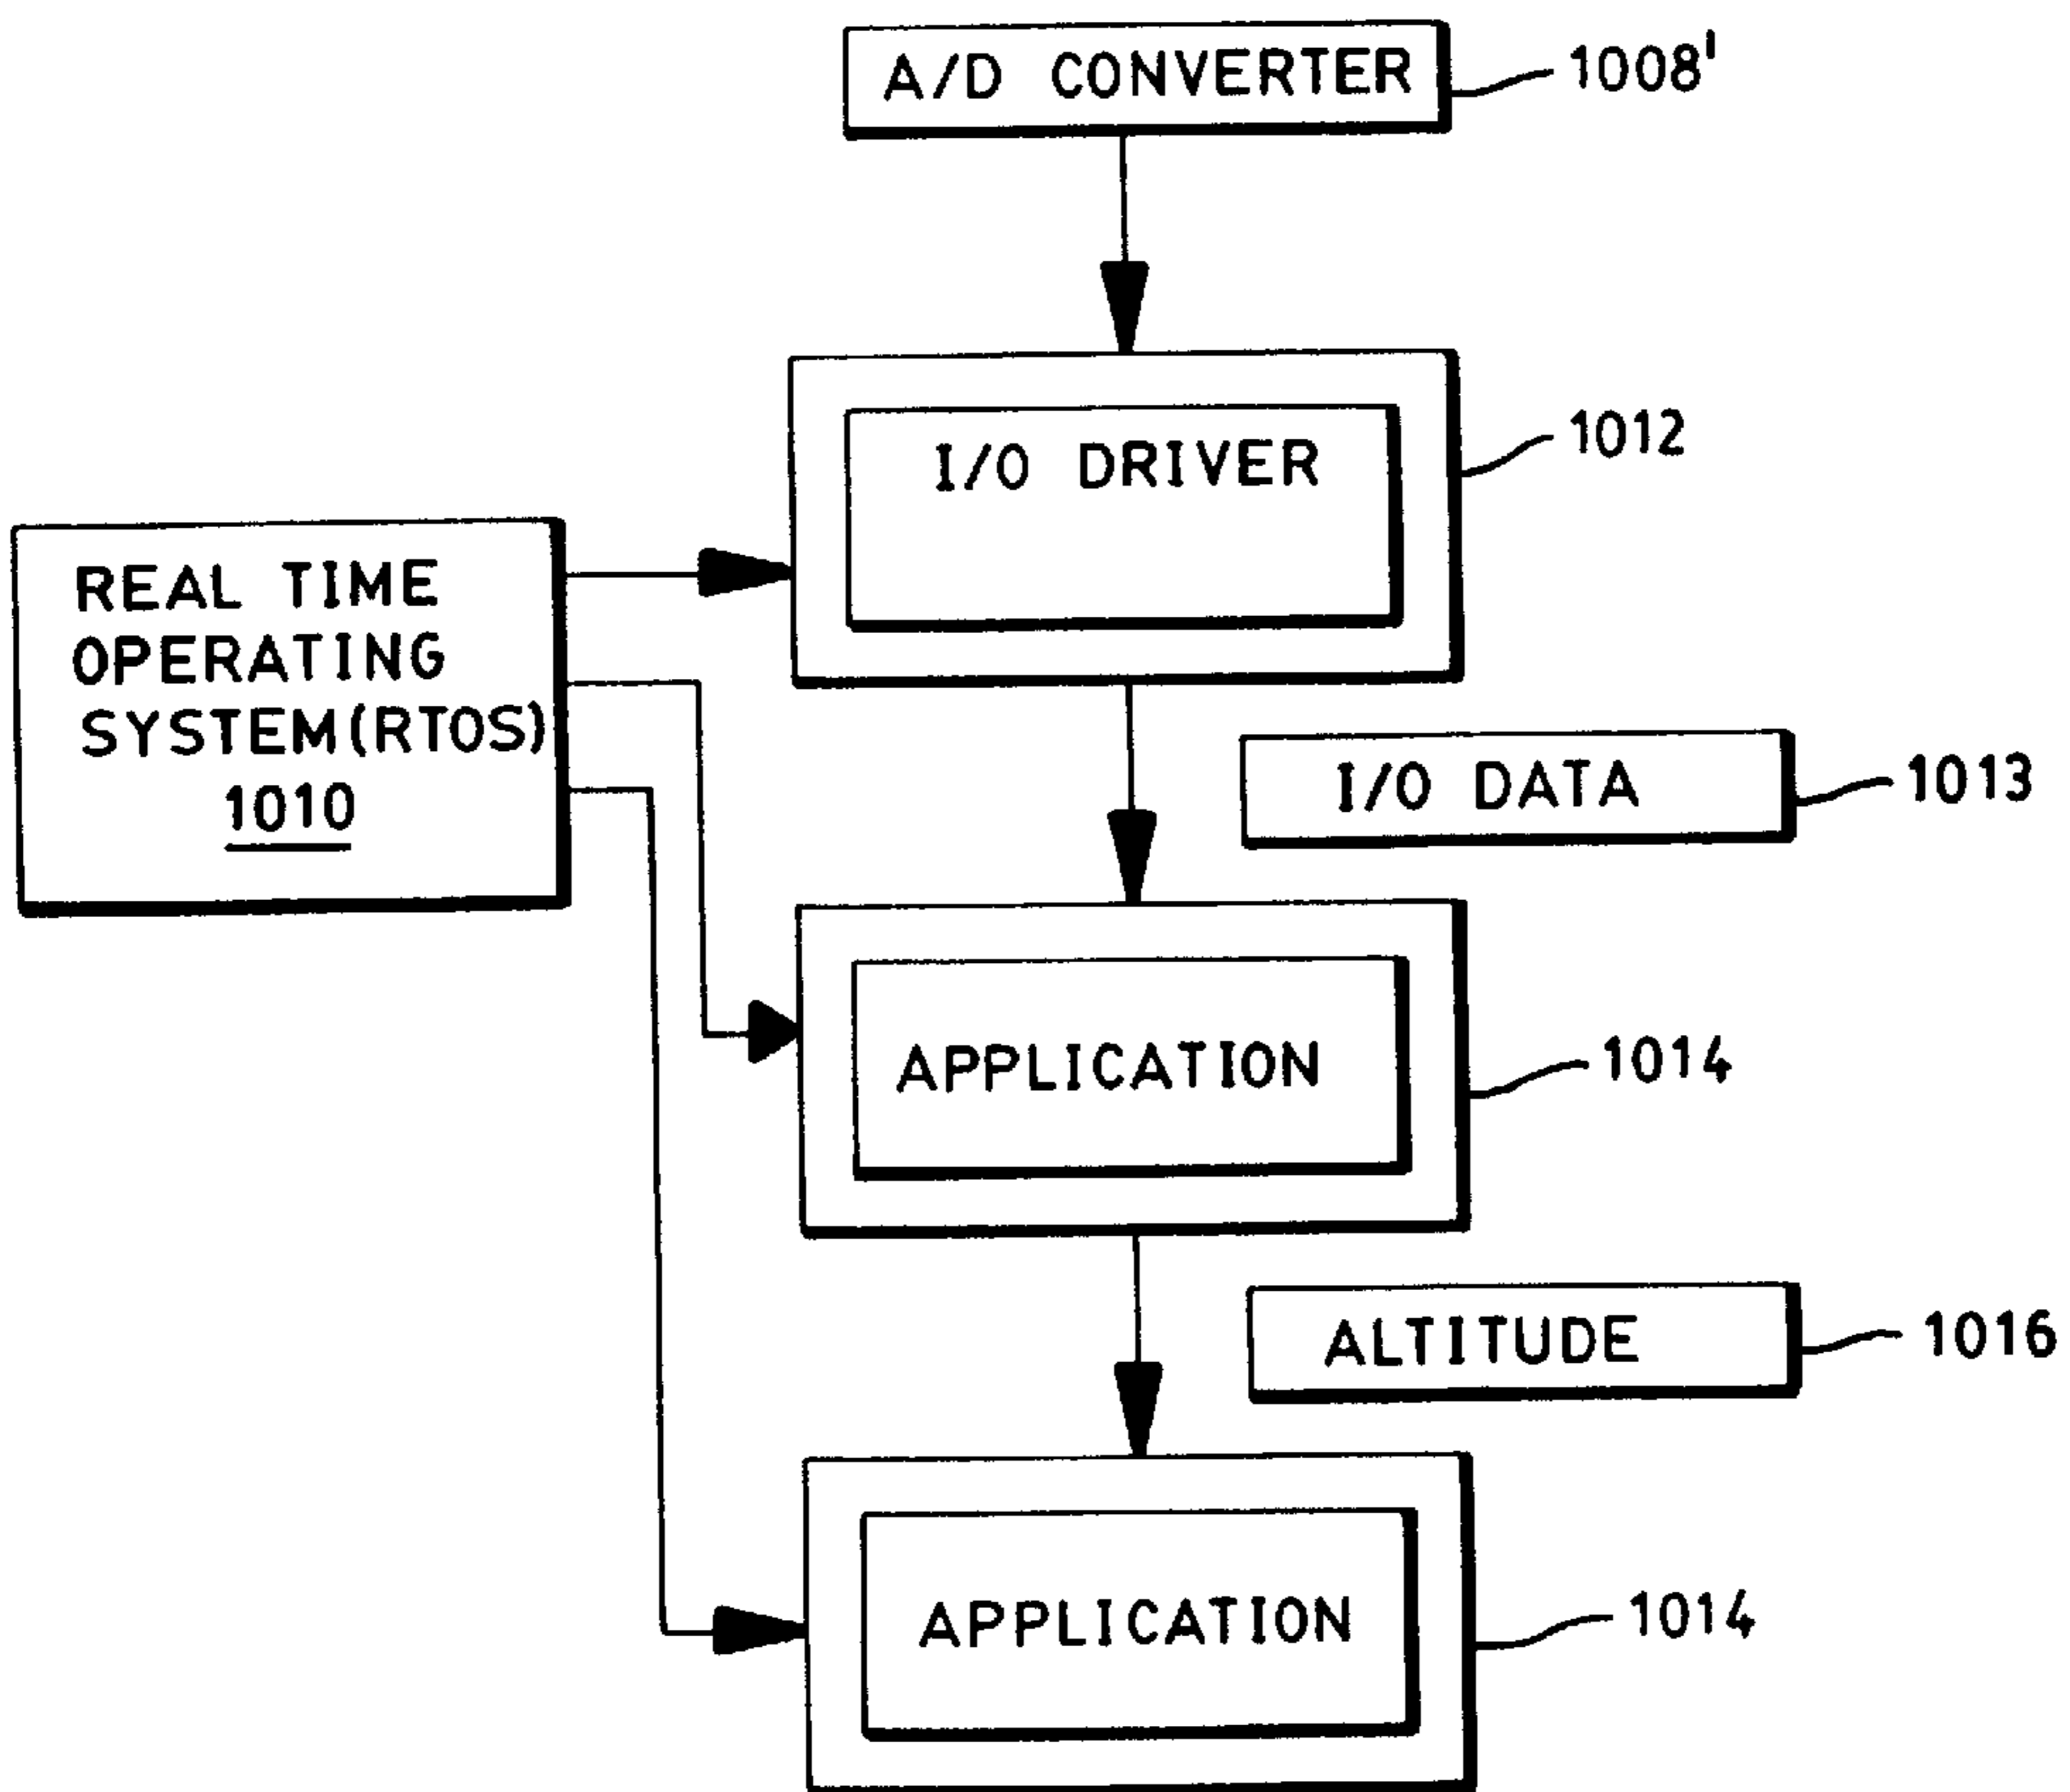 A/D CONVERTER
1008'
I/O DRIVER
1012
REAL TIME
OPERATING
SYSTEM(RTOS)
1010
I/O DATA
1013
APPLICATION
1014
ALTITUDE
1016
APPLICATION
1014